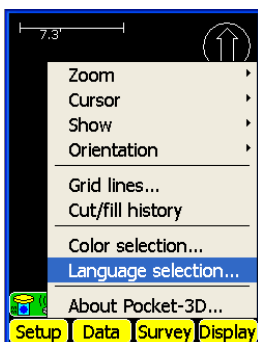 7.3'
Zoom
Cursor
Show
Orientation
Grid lines...
Cut/fill history
Color selection...
Language selection...
About Pocket-3D...
Setup Data Survey Display